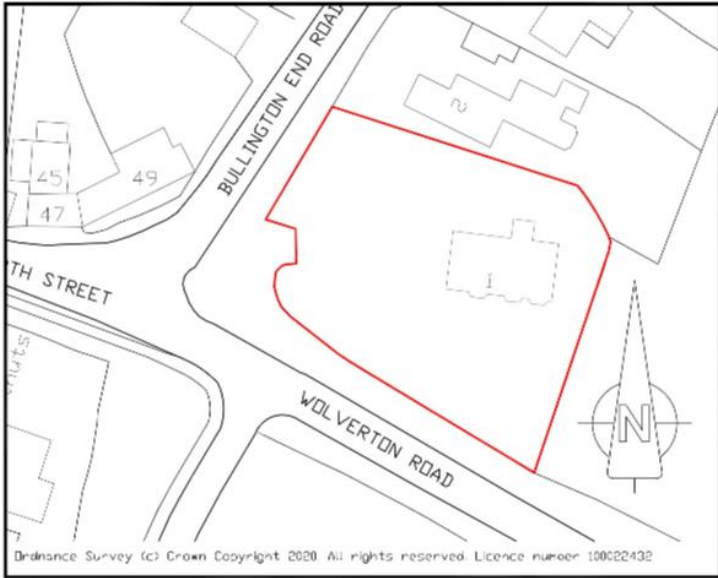 BULLINGTON END ROAD
2
45
49
47
TH STREET
1
WOLVERTON ROAD
N
Ordnance Survey (c) Crown Copyright 2020. All rights reserved. Licence number 100022432